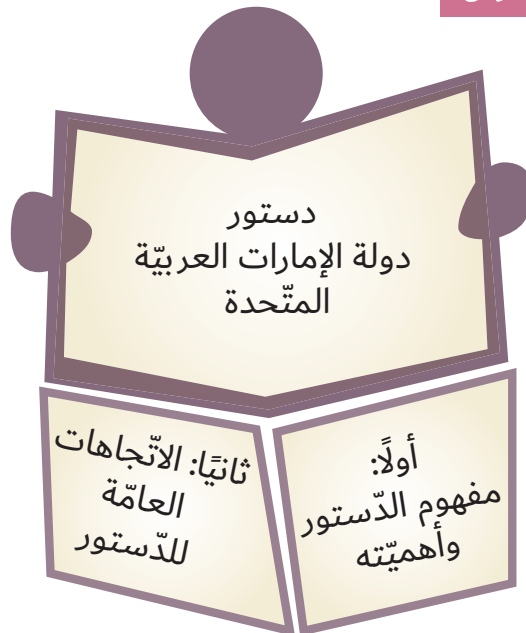 دستور
دولة الإمارات العربيّة
المتّحدة
أولًا:
مفهوم الدّستور
وأهميّته
ثانيًا: الاتّجاهات
العامّة
للدّستور